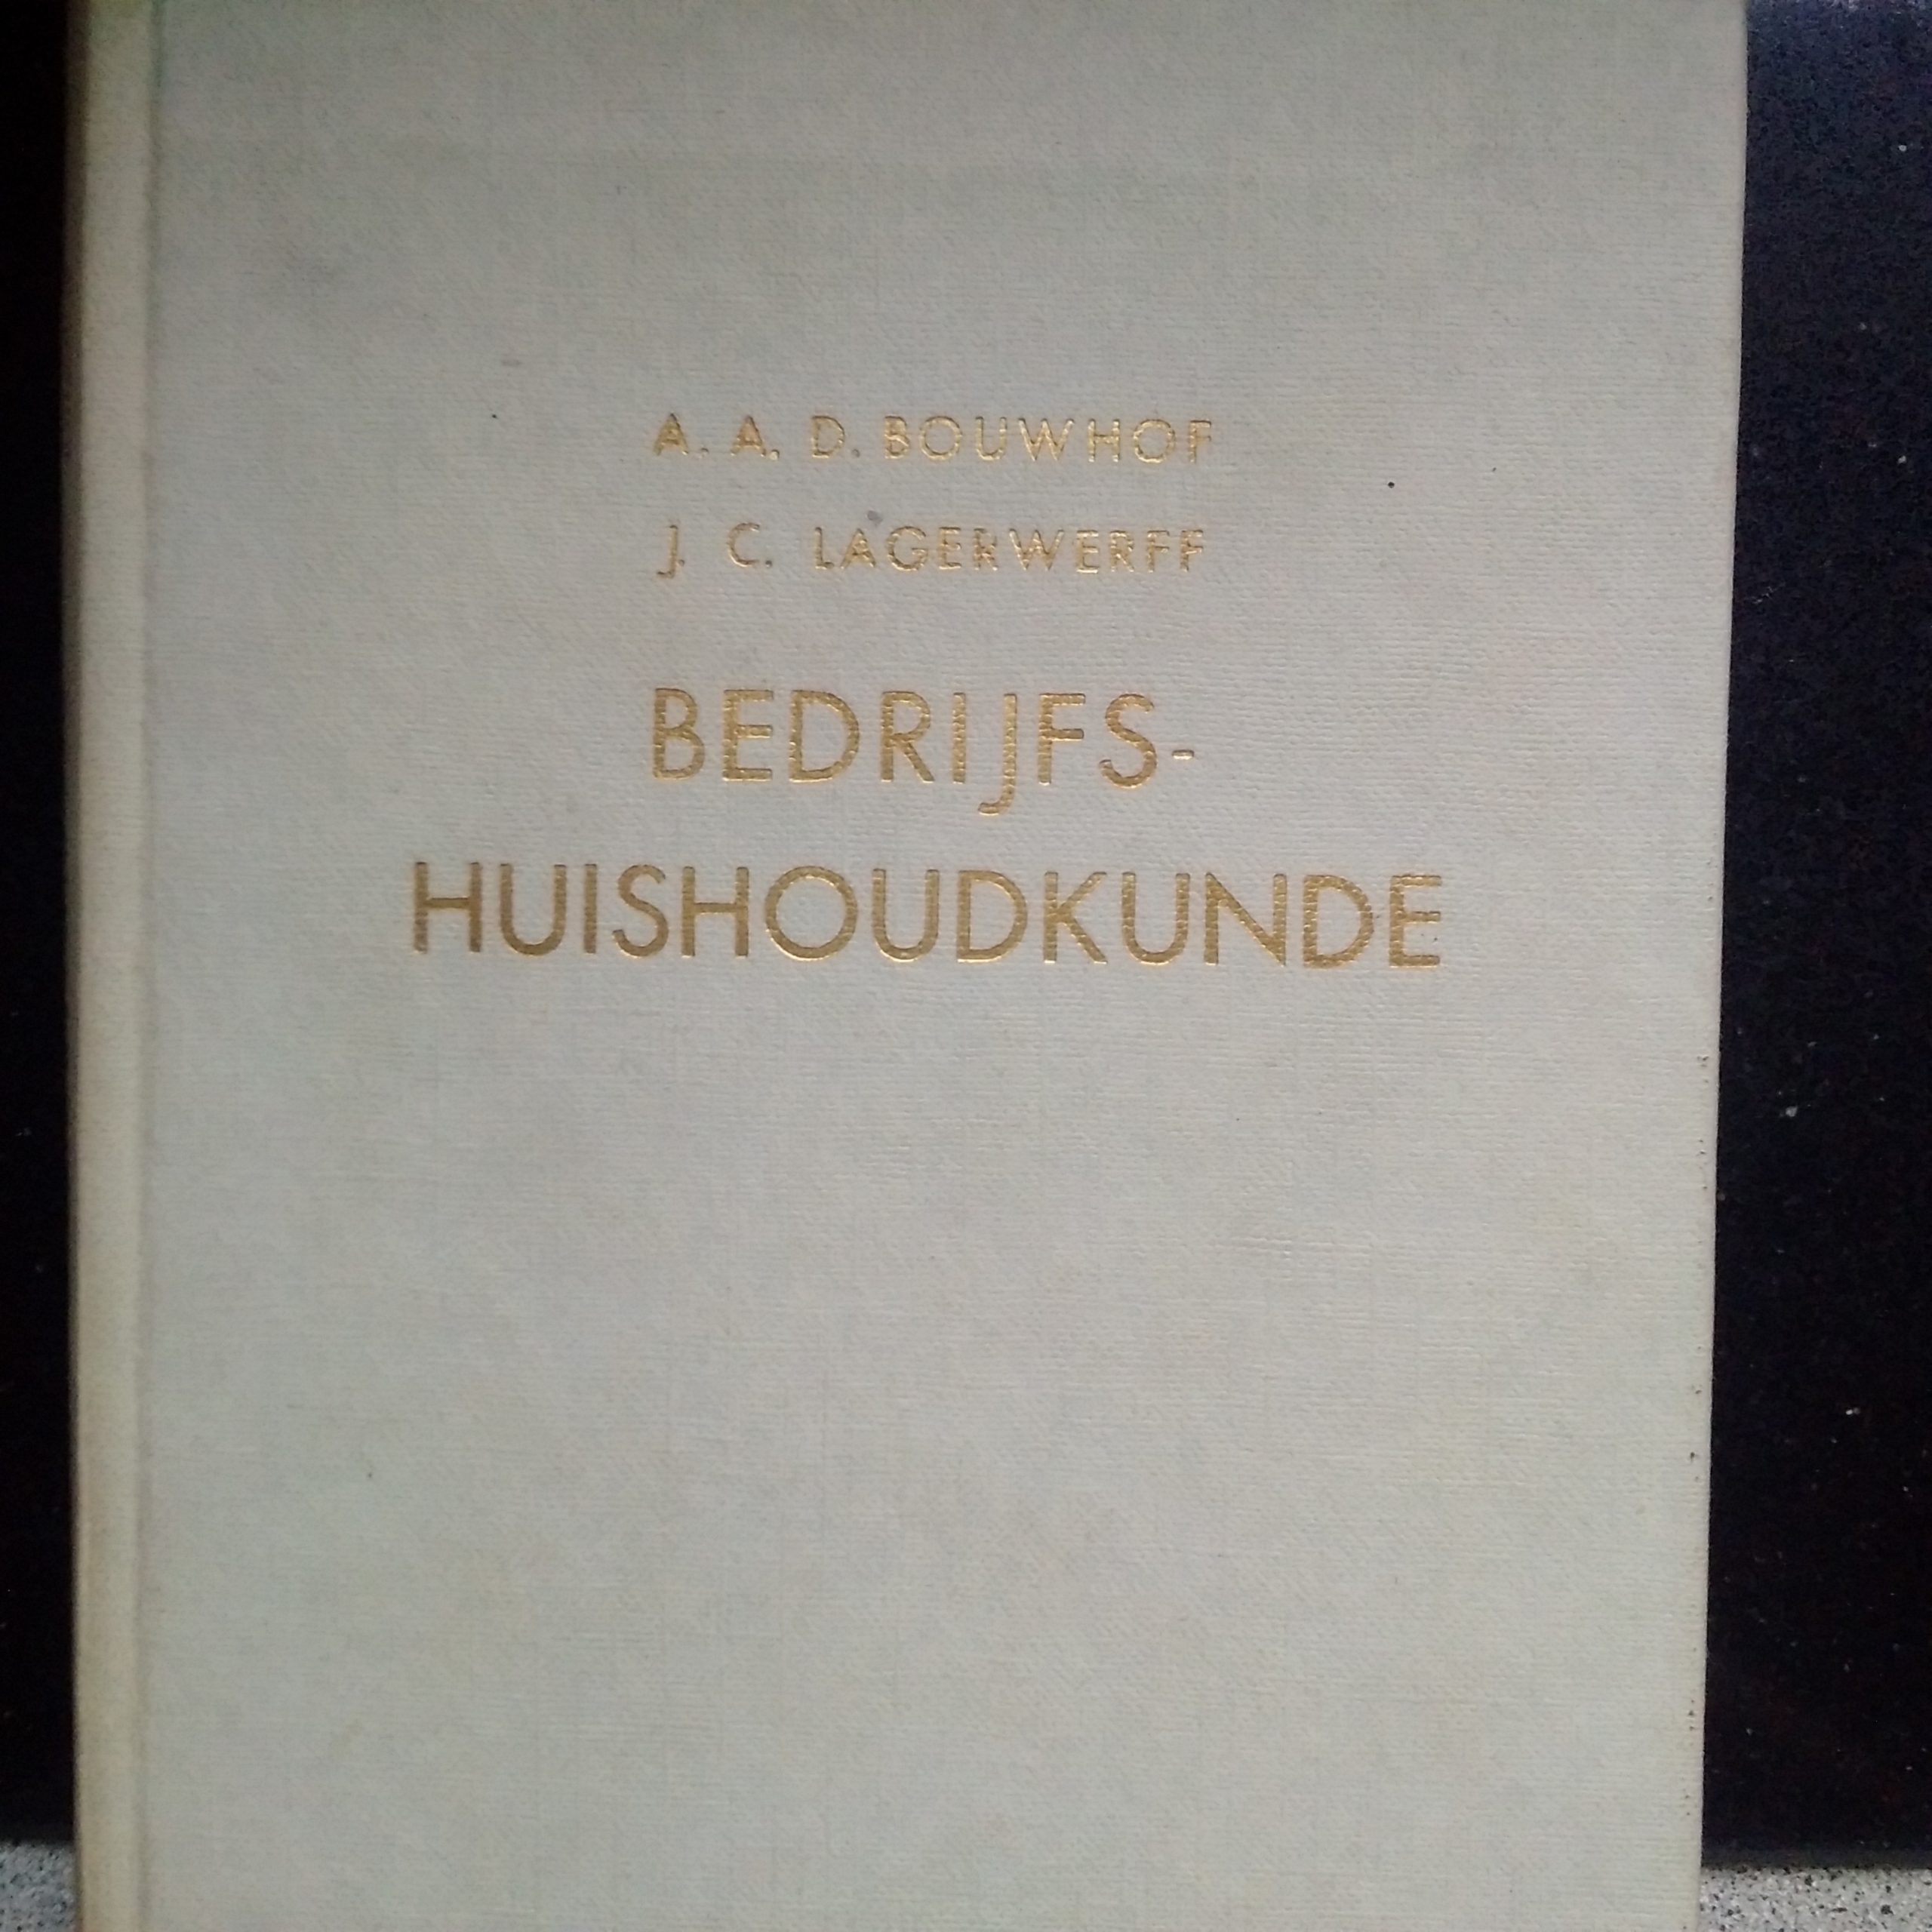 A. A. D. BOUWHOF
J. C. LAGERWERFF
BEDRIJFS-
HUISHOUDKUNDE